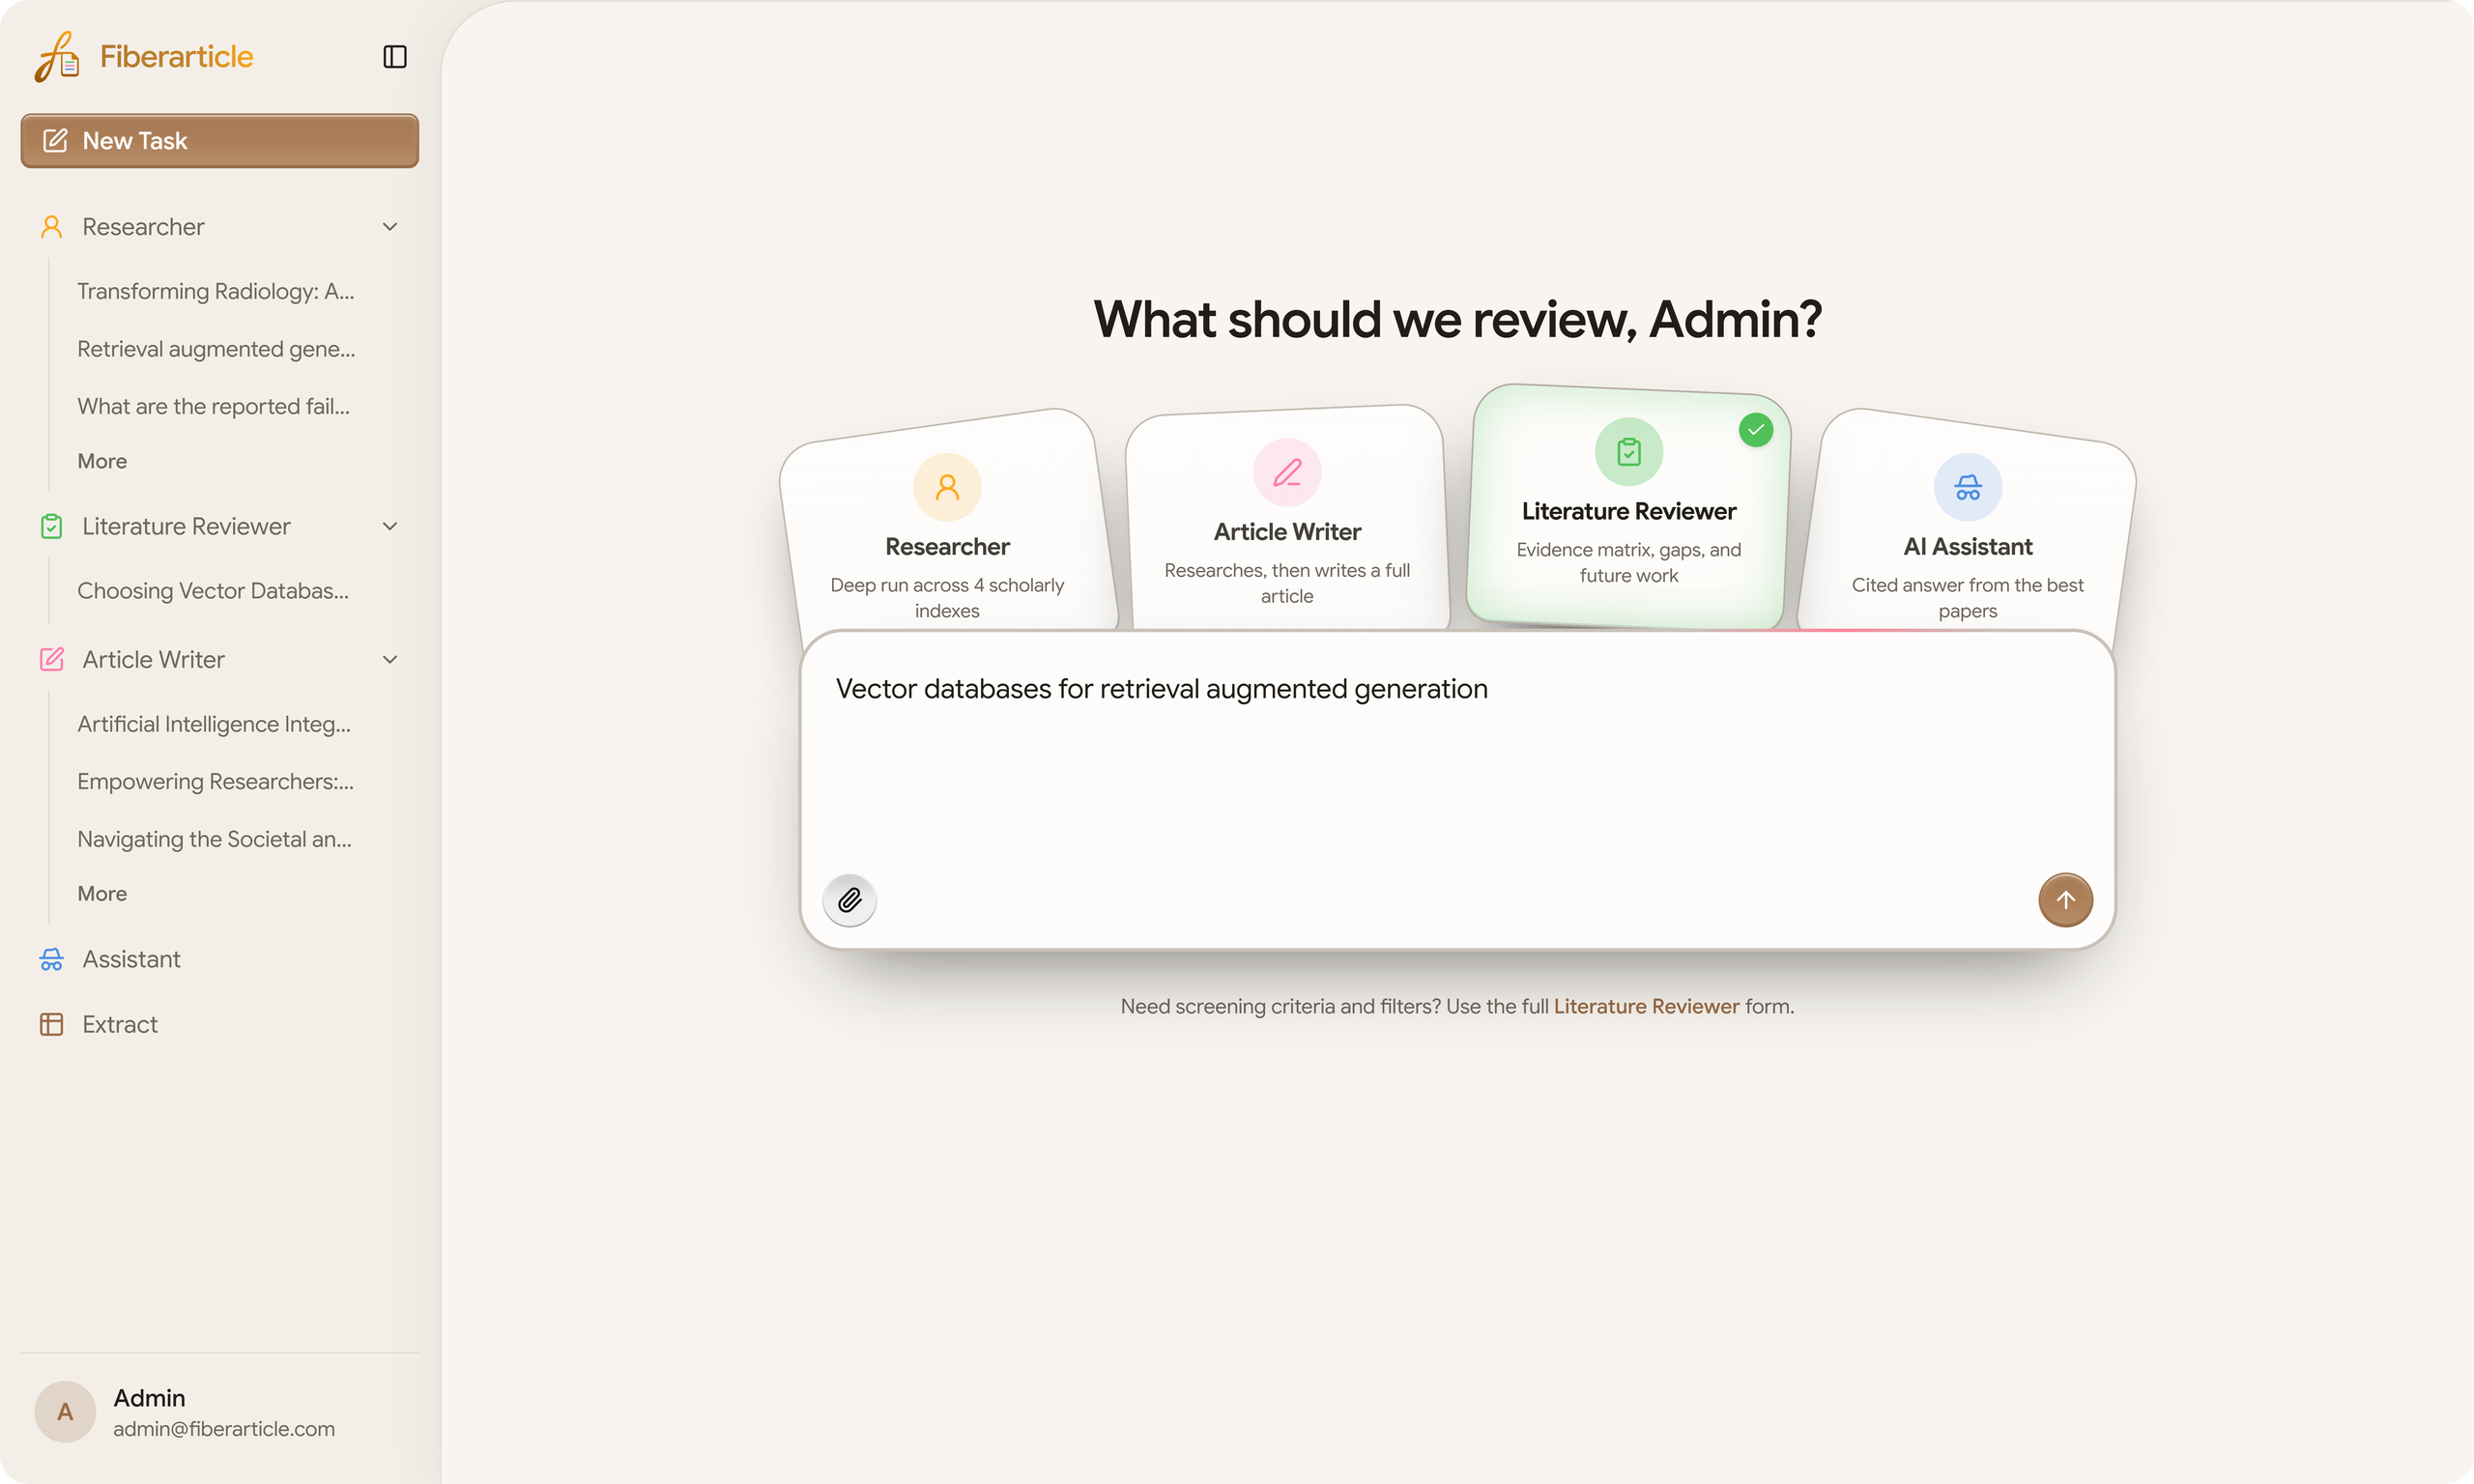 Fiberarticle
New Task
Researcher
Transforming Radiology: A...
Retrieval augmented gene...
What are the reported fail...
More
Literature Reviewer
Choosing Vector Databas...
Article Writer
Artificial Intelligence Integ...
Empowering Researchers:...
Navigating the Societal an...
More
Assistant
Extract
A
Admin
admin@fiberarticle.com
What should we review, Admin?
Researcher
Deep run across 4 scholarly
indexes
Article Writer
Researches, then writes a full
article
Literature Reviewer
Evidence matrix, gaps, and
future work
AI Assistant
Cited answer from the best
papers
Vector databases for retrieval augmented generation
Need screening criteria and filters? Use the full Literature Reviewer form.